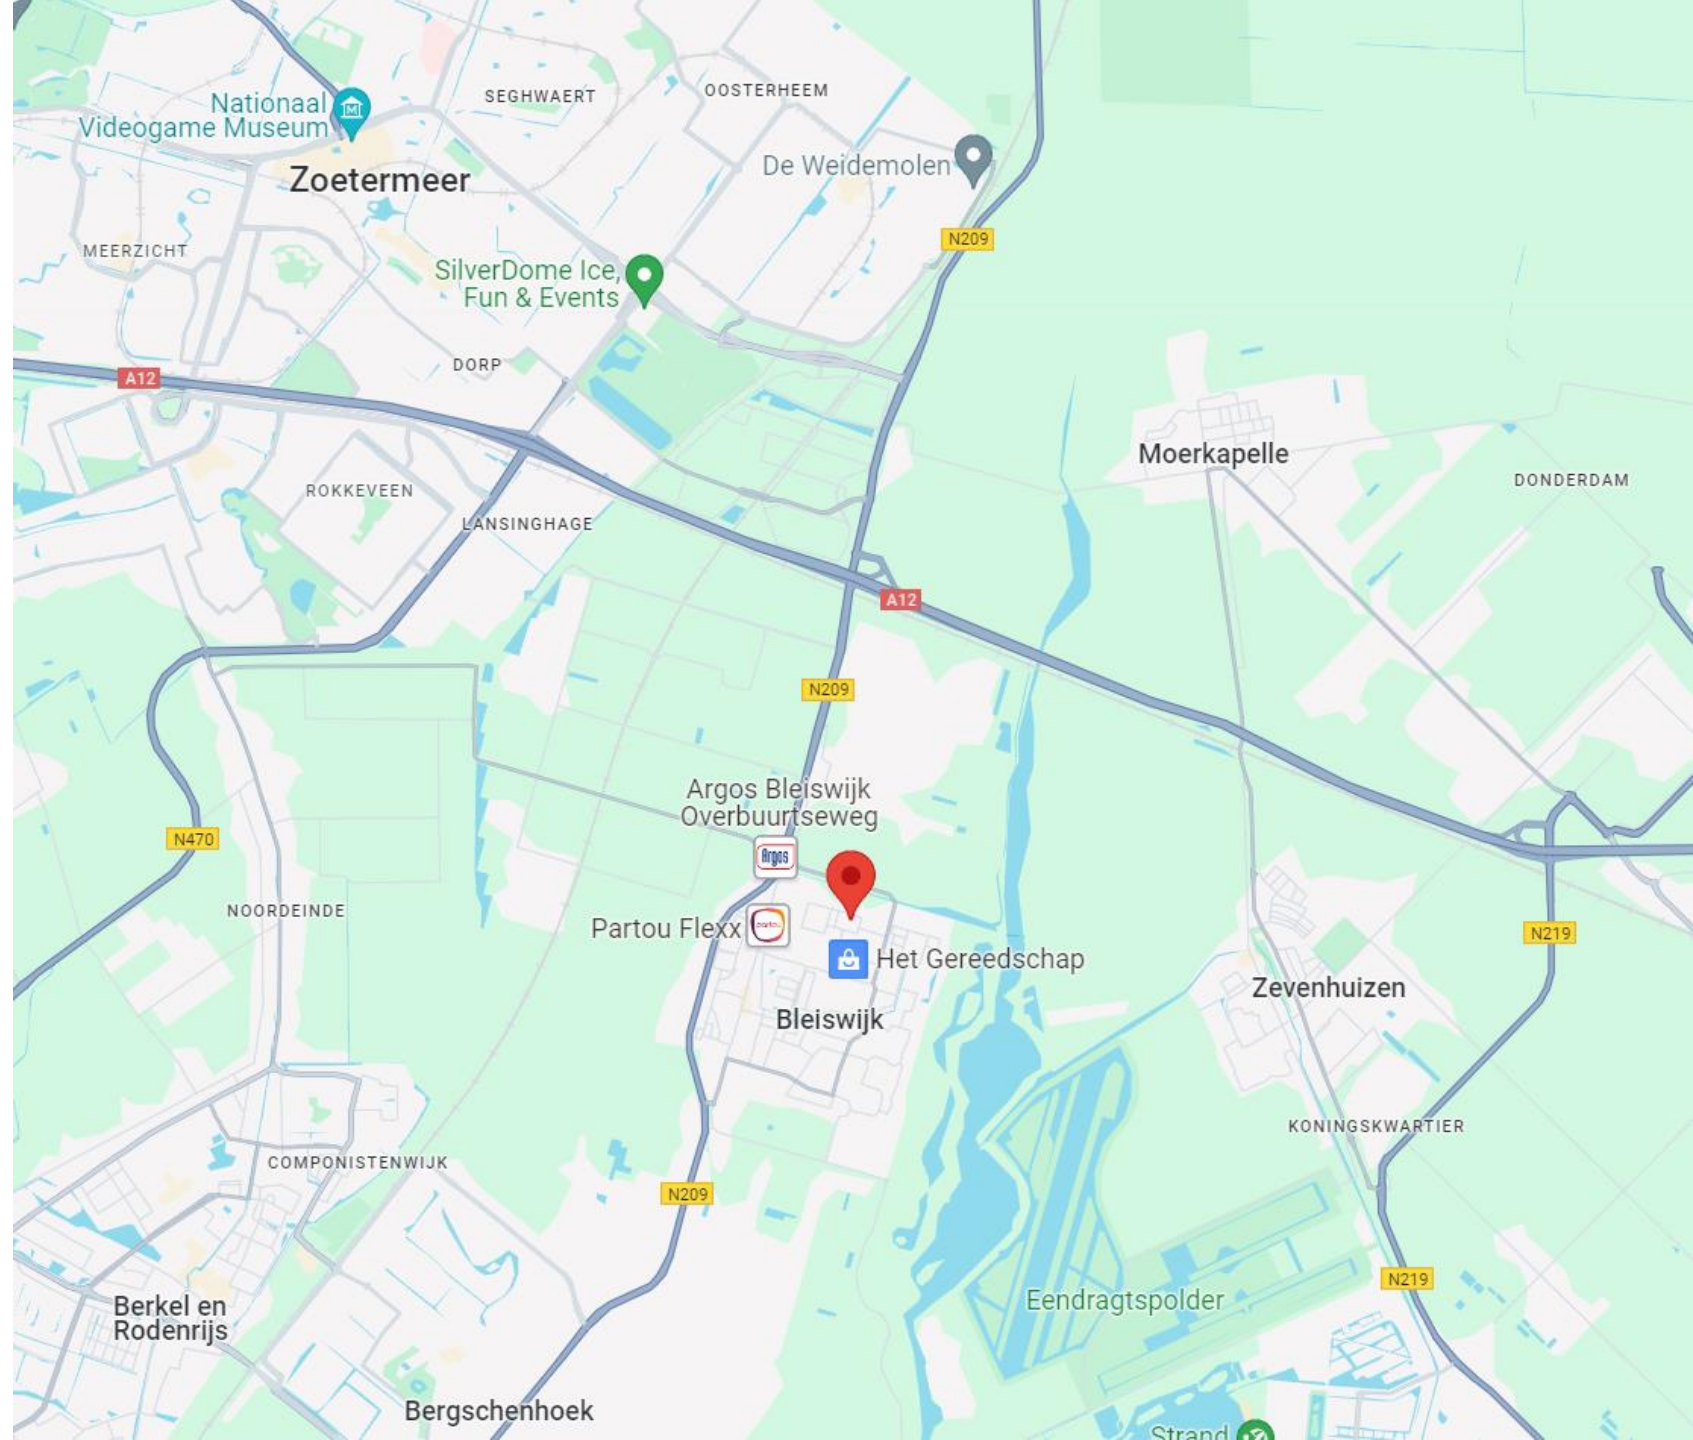 SEGHWAERT
OOSTERHEEM
Nationaal
Videogame Museum
De Weidemolen
Zoetermeer
N209
MEERZICHT
SilverDome Ice,
Fun & Events
DORP
A12
Moerkapelle
DONDERDAM
ROKKEVEEN
LANSINGHAGE
A12
N209
Argos Bleiswijk
Overbuurtseweg
N470
Argos
NOORDEINDE
Partou Flexx
partou
N219
Het Gereedschap
Zevenhuizen
Bleiswijk
KONINGSKWARTIER
COMPONISTENWIJK
N209
N219
Eendragtspolder
Berkel en
Rodenrijs
Bergschenhoek
Strand